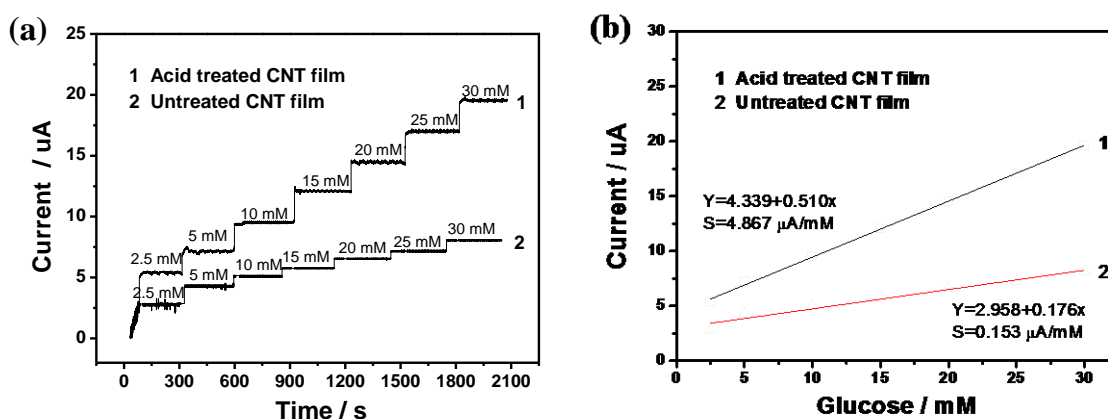 (a)
25
20
15
10
5
0
Current / uA
1 Acid treated CNT film
2 Untreated CNT film
2.5 mM
5 mM
10 mM
15 mM
20 mM
25 mM
30 mM
1
2.5 mM
5 mM
10 mM
15 mM
20 mM
25 mM
30 mM
2
0 300 600 900 1200 1500 1800 2100
Time / s
(b)
30
25
20
15
10
5
0
Current / uA
1 Acid treated CNT film
2 Untreated CNT film
1
Y=4.339+0.510x
S=4.867 μA/mM
2
Y=2.958+0.176x
S=0.153 μA/mM
0 5 10 15 20 25 30
Glucose / mM